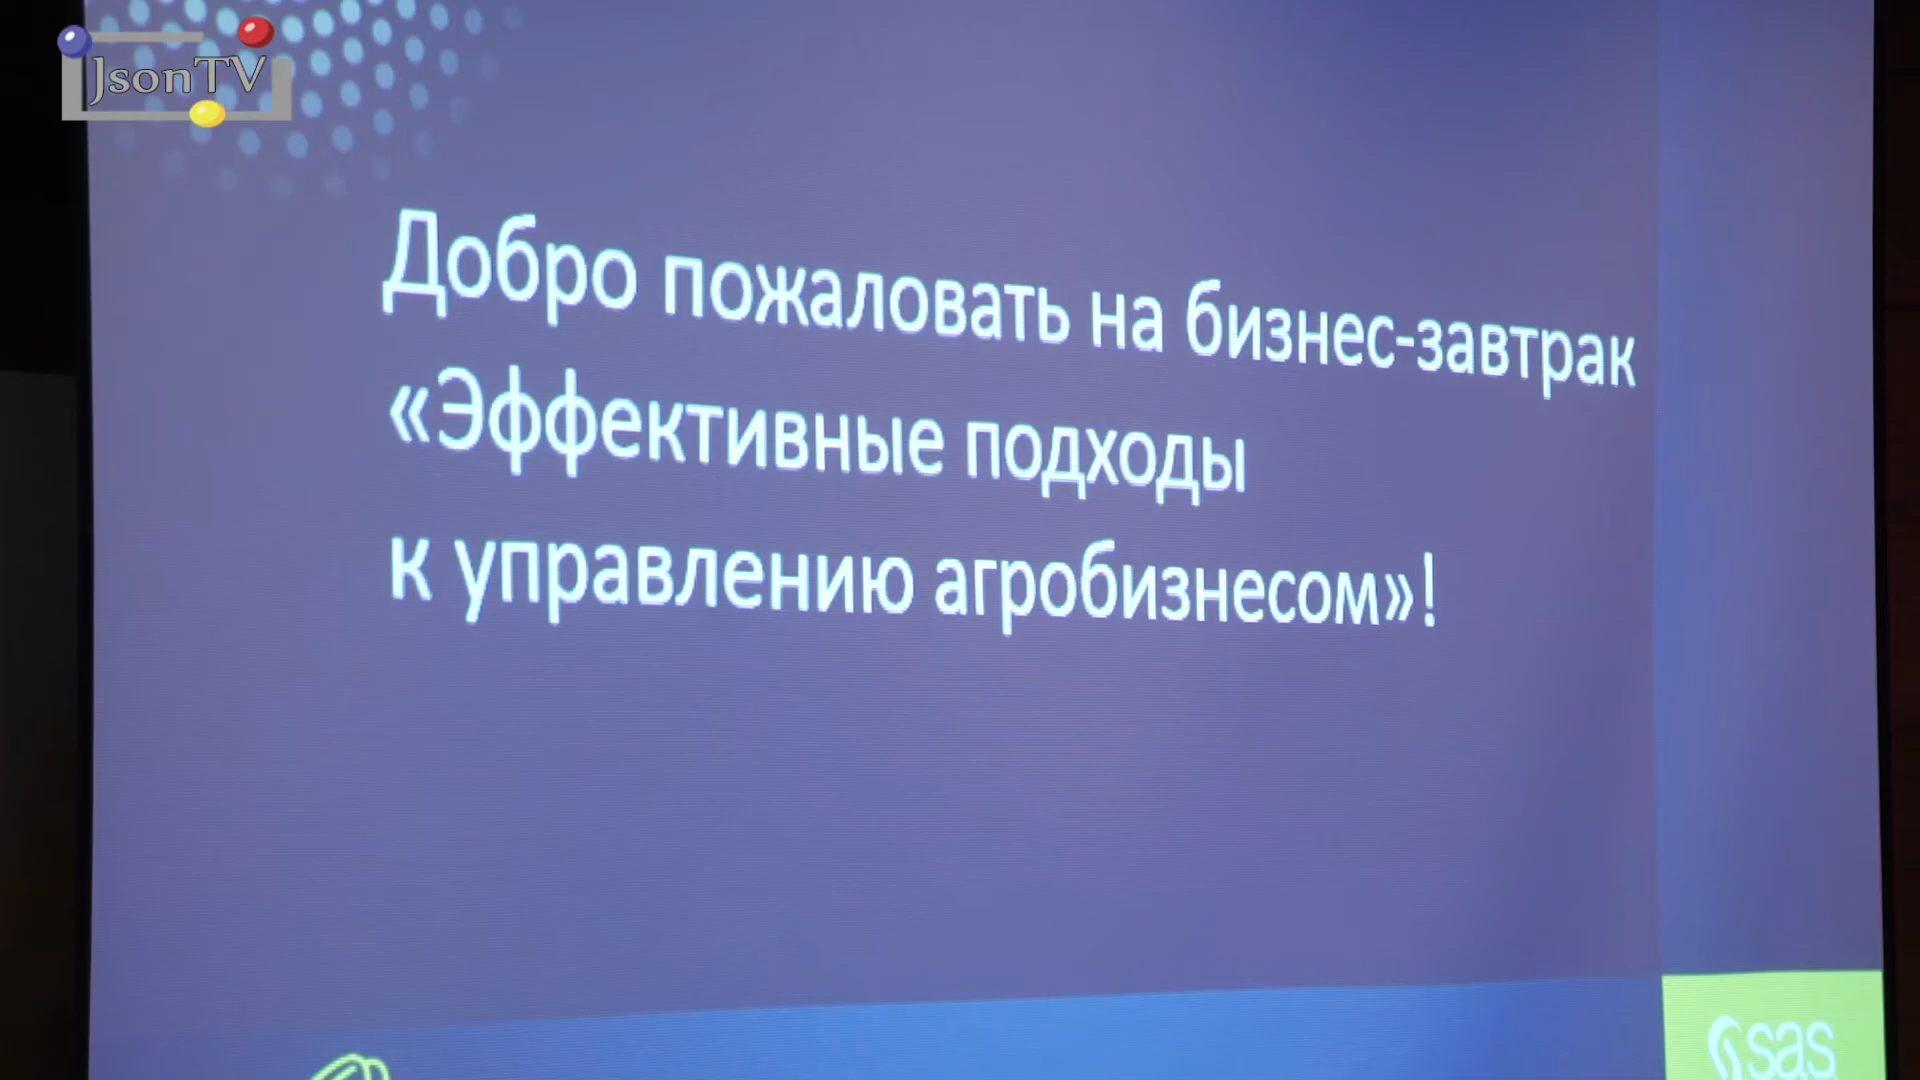 JsonTV
Добро пожаловать на бизнес-завтрак
«Эффективные подходы
к управлению агробизнесом»!
sas